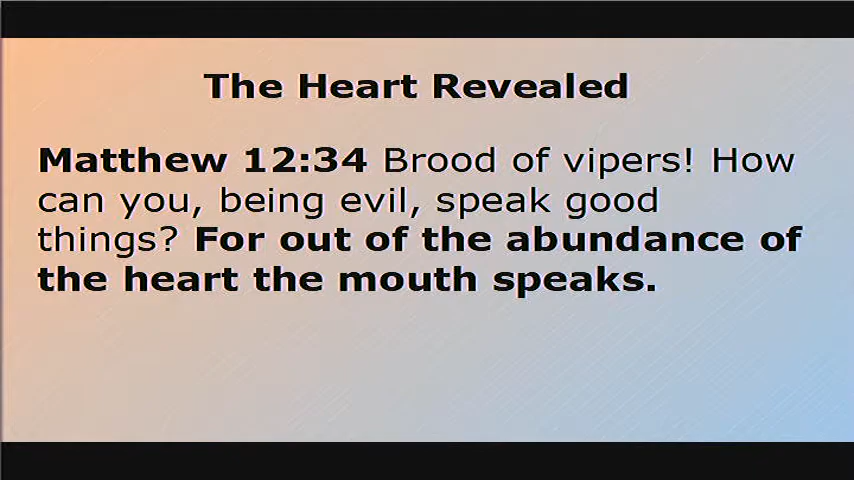 The Heart Revealed
Matthew 12:34 Brood of vipers! How
can you, being evil, speak good
things? For out of the abundance of
the heart the mouth speaks.